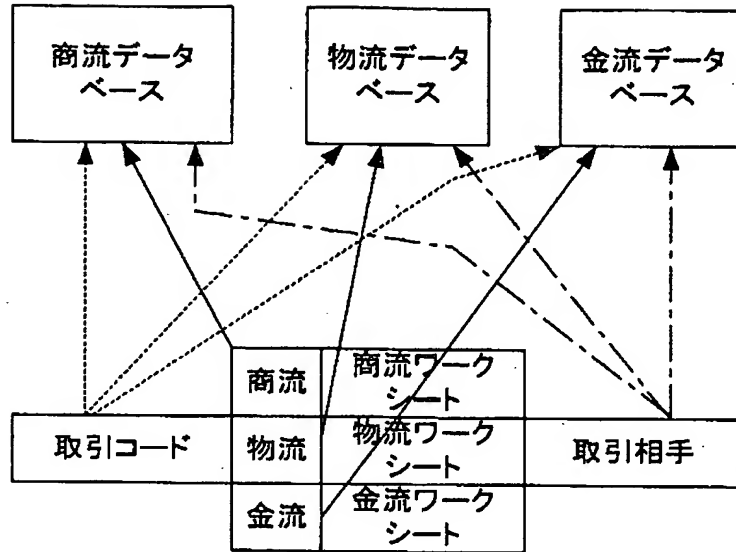 商流データ
ベース
物流データ
ベース
金流データ
ベース
商流
商流ワーク
シート
取引コード
物流
物流ワーク
シート
取引相手
金流
金流ワーク
シート